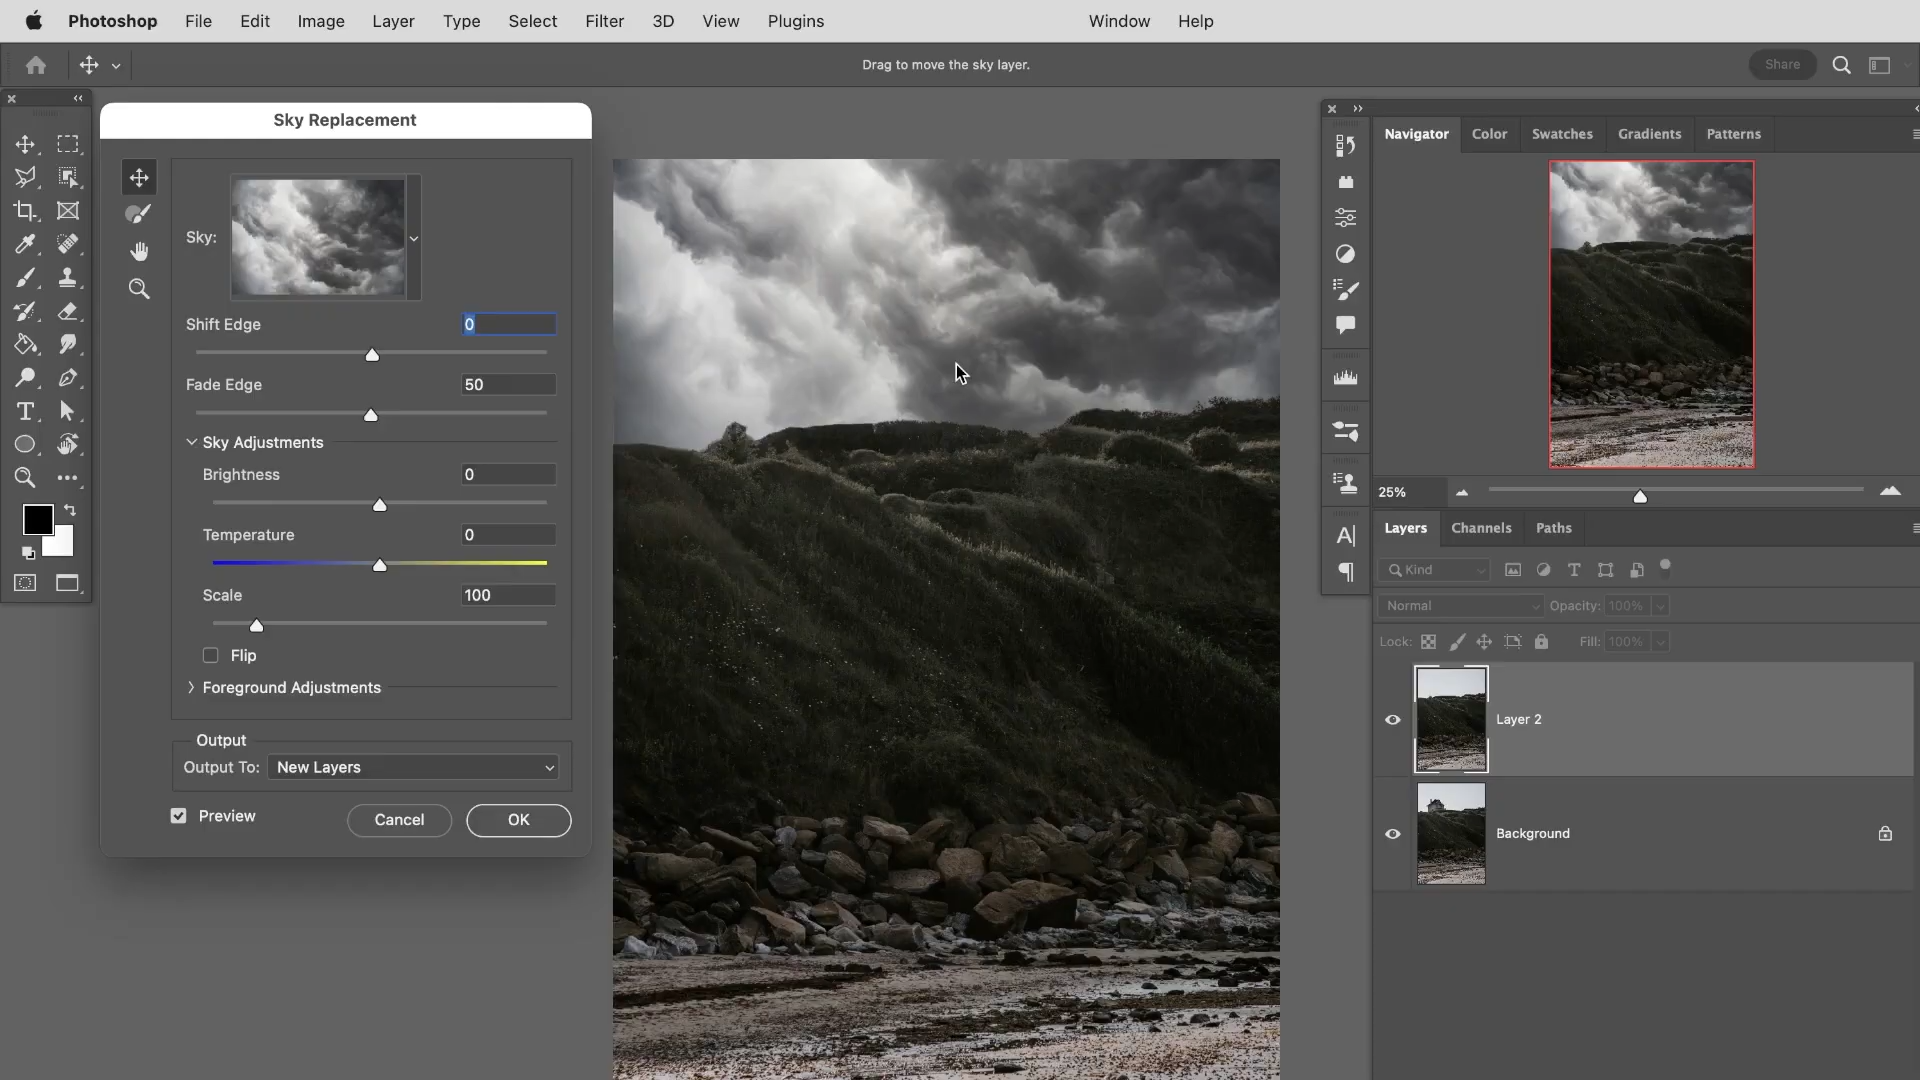 Photoshop File Edit Image Layer Type Select Filter 3D View Plugins Window Help
Drag to move the sky layer.
Share
Sky Replacement
Sky:
Shift Edge 0
Fade Edge 50
Sky Adjustments
Brightness 0
Temperature 0
Scale 100
Flip
Foreground Adjustments
Output
Output To: New Layers
Preview
Cancel
OK
Navigator Color Swatches Gradients Patterns
25%
Layers Channels Paths
Kind
Normal Opacity: 100%
Lock: Fill: 100%
Layer 2
Background